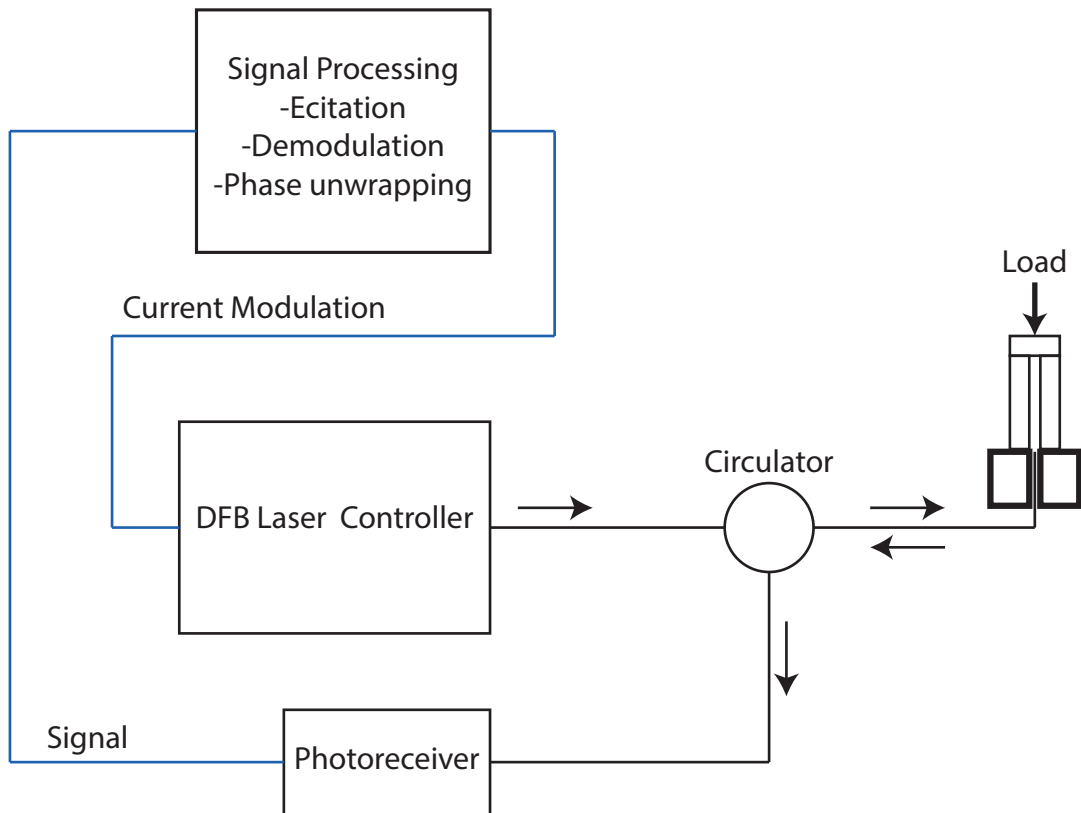 Signal Processing
-Ecitation
-Demodulation
-Phase unwrapping
Load
Current Modulation
Circulator
DFB Laser Controller
Signal
Photoreceiver